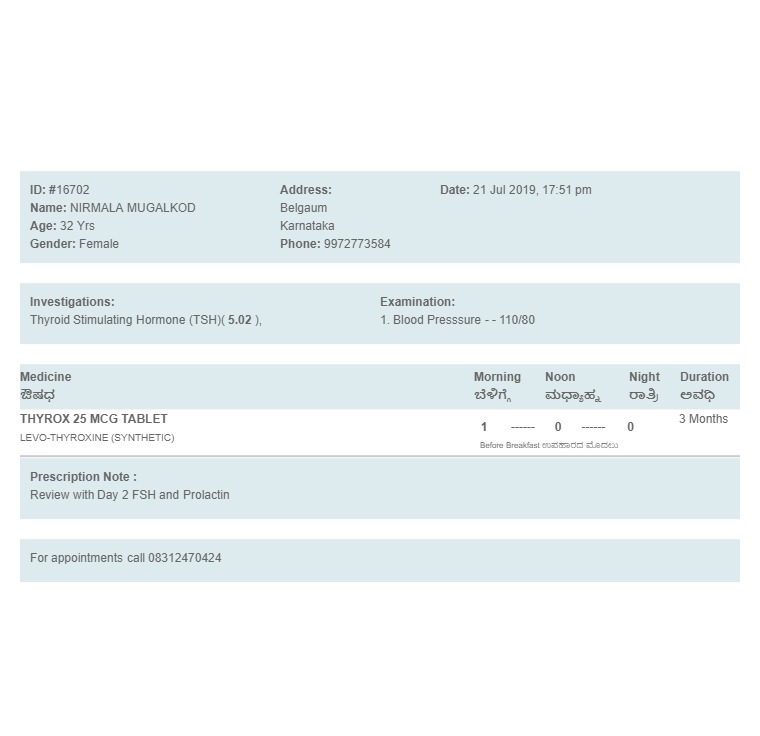 ID: #16702
Name: NIRMALA MUGALKOD
Age: 32 Yrs
Gender: Female
Address:
Belgaum
Karnataka
Phone: 9972773584
Date: 21 Jul 2019, 17:51 pm
Investigations:
Thyroid Stimulating Hormone (TSH)( 5.02 ),
Examination:
1. Blood Presssure - - 110/80
Medicine Morning Noon Night Duration
ಔಷಧ ಬೆಳಿಗ್ಗೆ ಮಧ್ಯಾಹ್ನ ರಾತ್ರಿ ಅವಧಿ
THYROX 25 MCG TABLET 3 Months
1 ------ 0 ------ 0
LEVO-THYROXINE (SYNTHETIC)
Before Breakfast ಉಪಹಾರದ ಮೊದಲು
Prescription Note :
Review with Day 2 FSH and Prolactin
For appointments call 08312470424